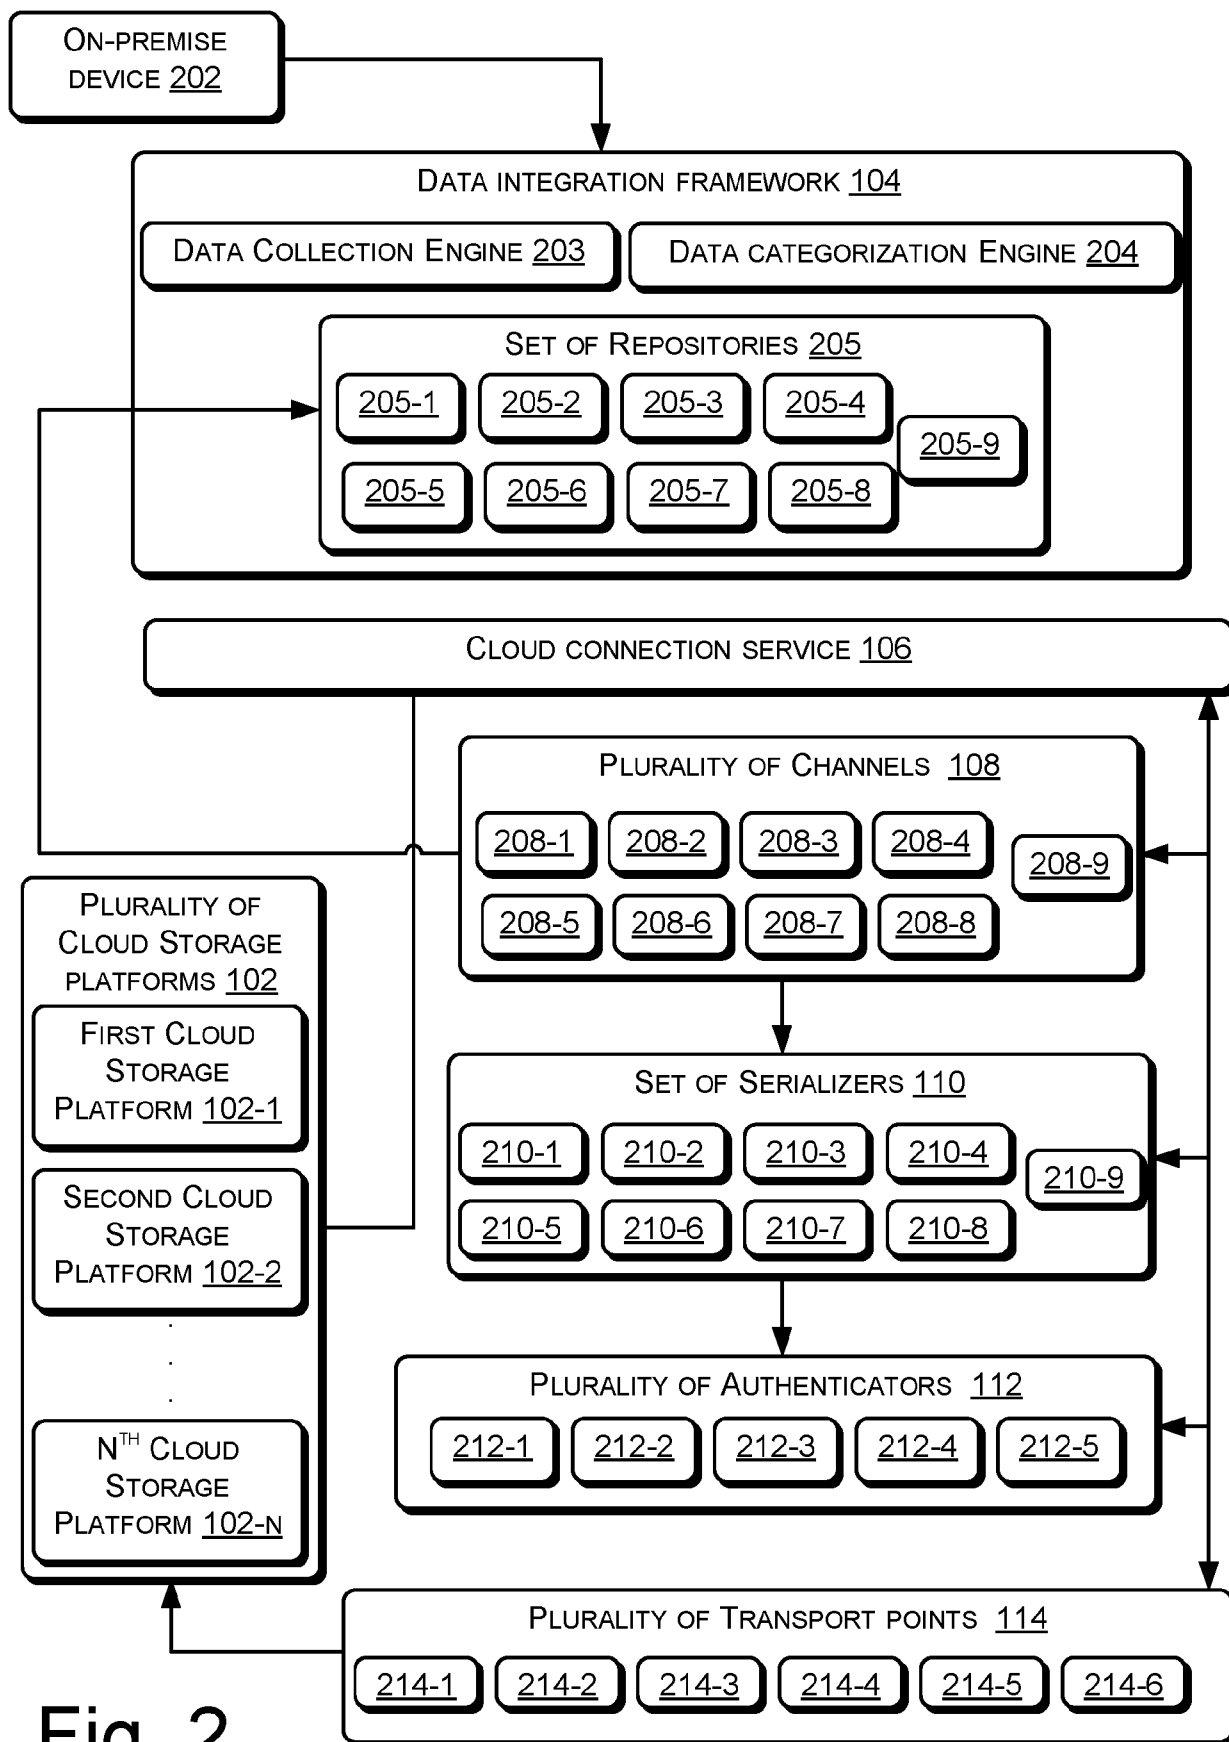 ON-PREMISE
DEVICE 202
DATA INTEGRATION FRAMEWORK 104
DATA COLLECTION ENGINE 203
DATA CATEGORIZATION ENGINE 204
SET OF REPOSITORIES 205
205-1 205-2 205-3 205-4
205-9
205-5 205-6 205-7 205-8
CLOUD CONNECTION SERVICE 106
PLURALITY OF CHANNELS 108
208-1 208-2 208-3 208-4
208-9
208-5 208-6 208-7 208-8
PLURALITY OF
CLOUD STORAGE
PLATFORMS 102
FIRST CLOUD
STORAGE
PLATFORM 102-1
SECOND CLOUD
STORAGE
PLATFORM 102-2
.
.
.
NTH CLOUD
STORAGE
PLATFORM 102-N
SET OF SERIALIZERS 110
210-1 210-2 210-3 210-4
210-9
210-5 210-6 210-7 210-8
PLURALITY OF AUTHENTICATORS 112
212-1 212-2 212-3 212-4 212-5
PLURALITY OF TRANSPORT POINTS 114
214-1 214-2 214-3 214-4 214-5 214-6
Fig. 2